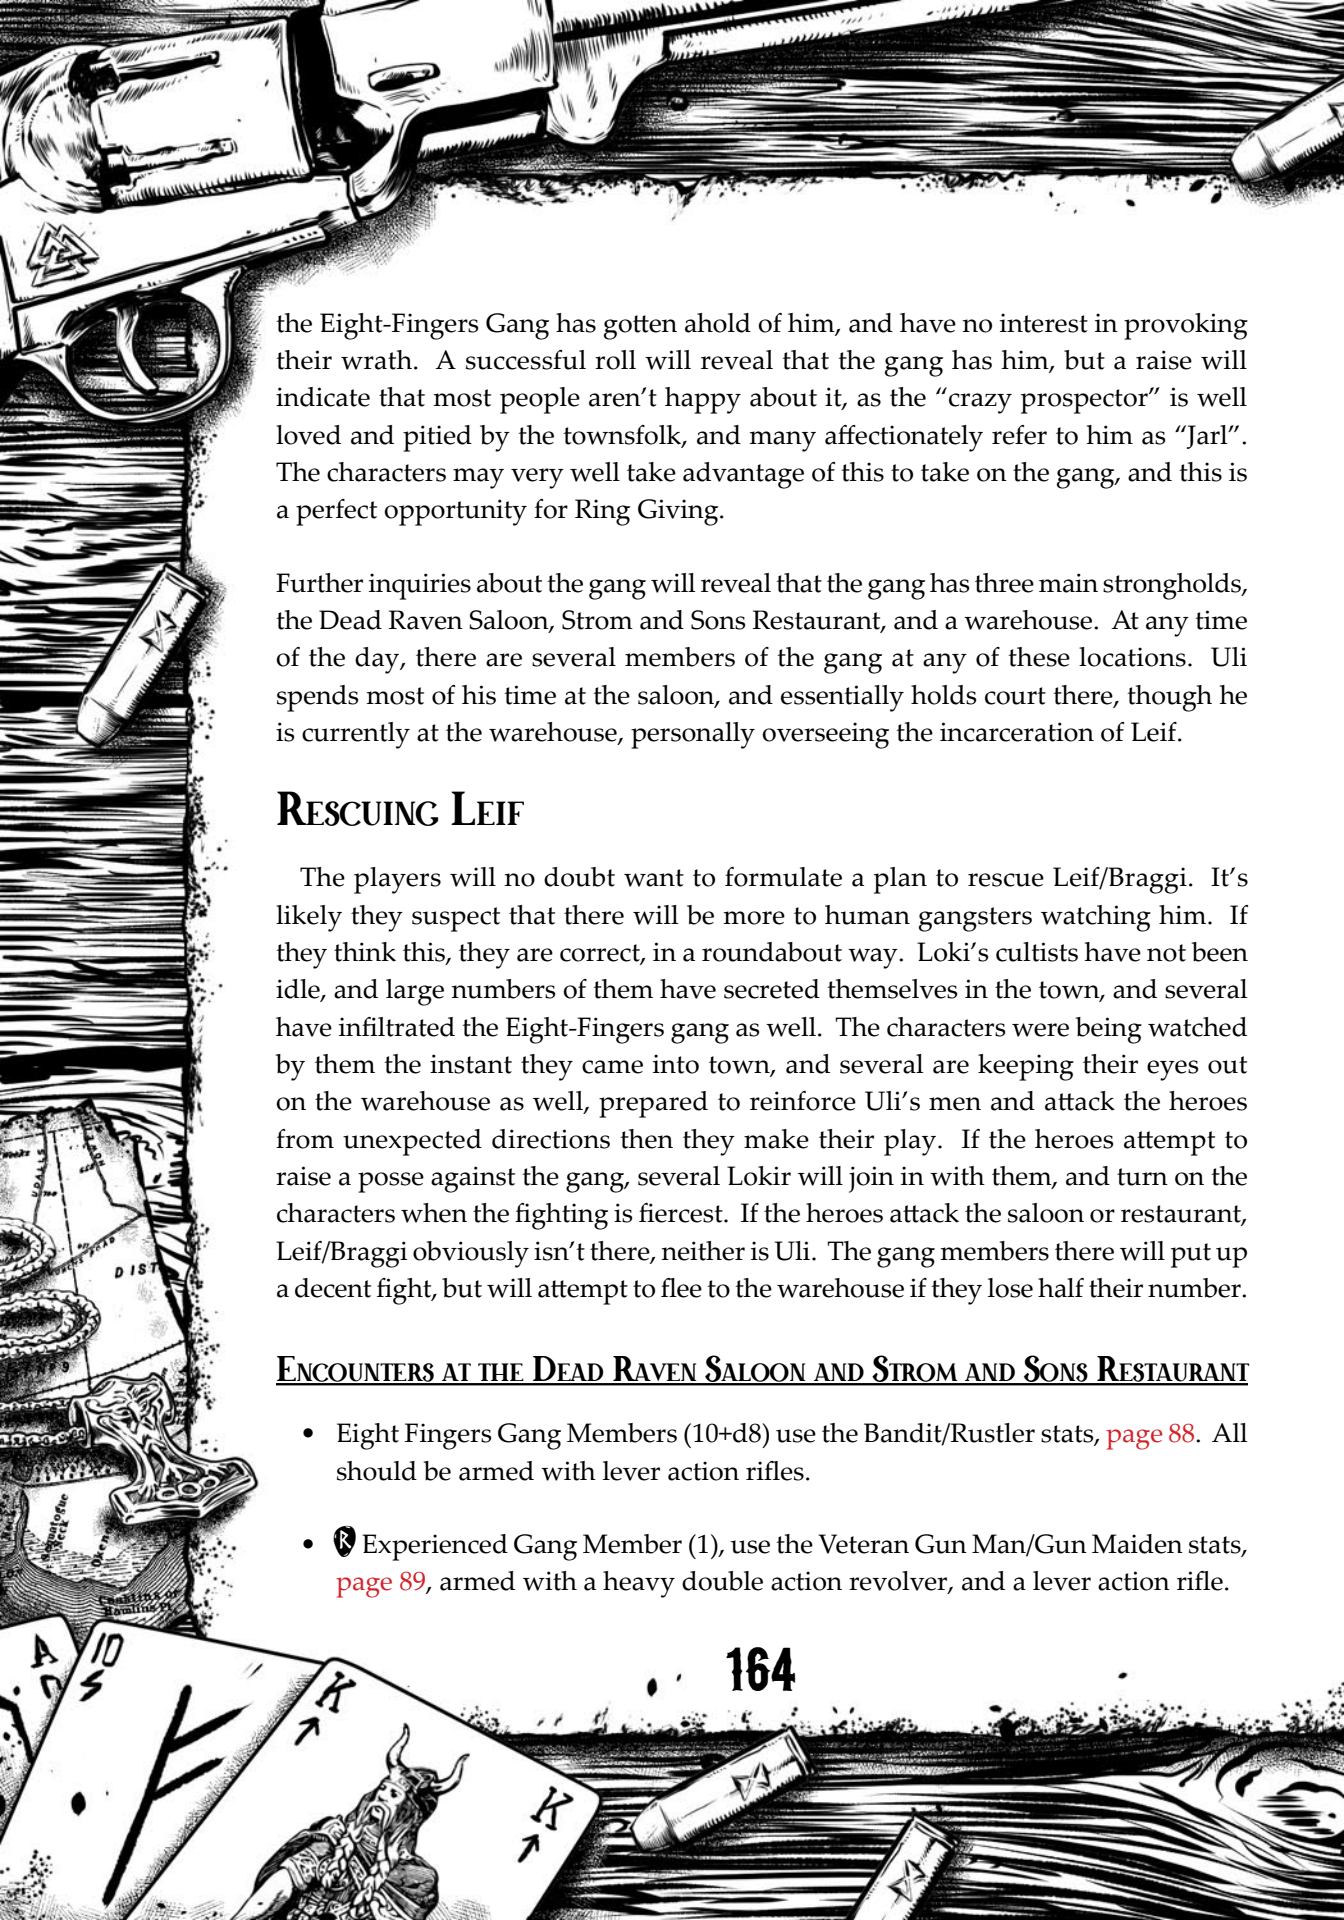 the Eight-Fingers Gang has gotten ahold of him, and have no interest in provoking
their wrath.  A successful roll will reveal that the gang has him, but a raise will
indicate that most people aren’t happy about it, as the “crazy prospector” is well
loved and pitied by the townsfolk, and many affectionately refer to him as “Jarl”.
The characters may very well take advantage of this to take on the gang, and this is
a perfect opportunity for Ring Giving.
Further inquiries about the gang will reveal that the gang has three main strongholds,
the Dead Raven Saloon, Strom and Sons Restaurant, and a warehouse.  At any time
of the day, there are several members of the gang at any of these locations.  Uli
spends most of his time at the saloon, and essentially holds court there, though he
is currently at the warehouse, personally overseeing the incarceration of Leif.
Rescuing Leif
The players will no doubt want to formulate a plan to rescue Leif/Braggi.  It’s
likely they suspect that there will be more to human gangsters watching him.  If
they think this, they are correct, in a roundabout way.  Loki’s cultists have not been
idle, and large numbers of them have secreted themselves in the town, and several
have infiltrated the Eight-Fingers gang as well.  The characters were being watched
by them the instant they came into town, and several are keeping their eyes out
on the warehouse as well, prepared to reinforce Uli’s men and attack the heroes
from unexpected directions then they make their play.  If the heroes attempt to
raise a posse against the gang, several Lokir will join in with them, and turn on the
characters when the fighting is fiercest.  If the heroes attack the saloon or restaurant,
Leif/Braggi obviously isn’t there, neither is Uli.  The gang members there will put up
a decent fight, but will attempt to flee to the warehouse if they lose half their number.
Encounters at the Dead Raven Saloon and Strom and Sons Restaurant
• Eight Fingers Gang Members (10+d8) use the Bandit/Rustler stats, page 88.  All
should be armed with lever action rifles.
• ᚱ Experienced Gang Member (1), use the Veteran Gun Man/Gun Maiden stats,
page 89, armed with a heavy double action revolver, and a lever action rifle.
164
UDALLS
DIST
Neck
Hamlins Pt.
A
10
K
K